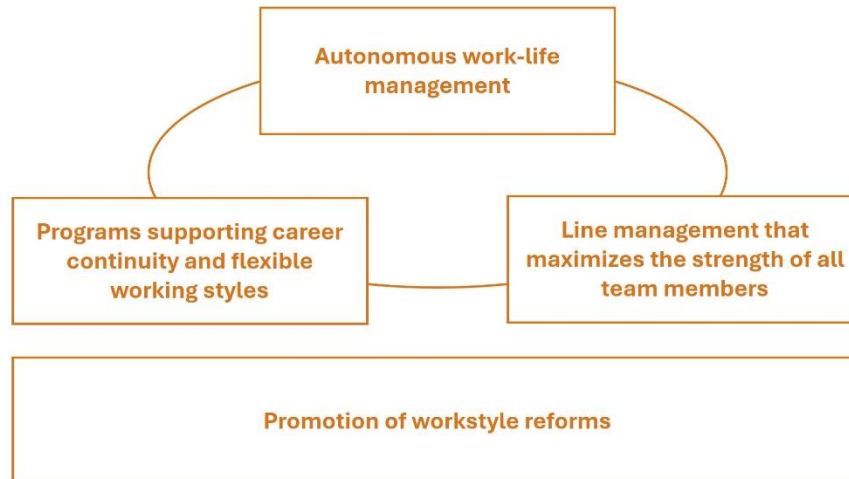 Autonomous work-life
management
Programs supporting career
continuity and flexible
working styles
Line management that
maximizes the strength of all
team members
Promotion of workstyle reforms